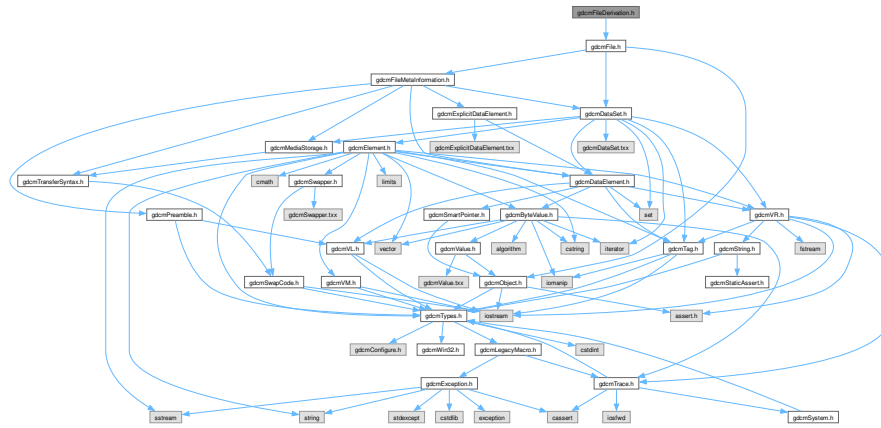 gdcmFileDerivation.h
gdcmFile.h
gdcmFileMetaInformation.h
gdcmExplicitDataElement.h
gdcmDataSet.h
gdcmMediaStorage.h
gdcmElement.h
gdcmExplicitDataElement.txx
gdcmDataSet.txx
gdcmTransferSyntax.h
cmath
gdcmSwapper.h
limits
gdcmDataElement.h
gdcmPreamble.h
gdcmSwapper.txx
gdcmSmartPointer.h
gdcmByteValue.h
set
gdcmVR.h
gdcmVL.h
vector
gdcmValue.h
algorithm
cstring
iterator
gdcmTag.h
gdcmString.h
fstream
gdcmSwapCode.h
gdcmVM.h
gdcmValue.txx
gdcmObject.h
iomanip
gdcmStaticAssert.h
gdcmTypes.h
iostream
assert.h
gdcmConfigure.h
gdcmWin32.h
gdcmLegacyMacro.h
cstdint
gdcmException.h
gdcmTrace.h
sstream
string
stdexcept
cstdlib
exception
cassert
iosfwd
gdcmSystem.h